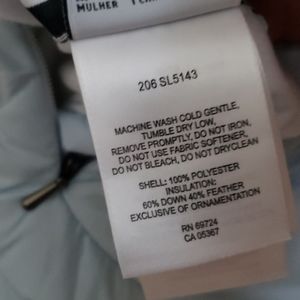 MULHER
206 SL5143
MACHINE WASH COLD GENTLE,
TUMBLE DRY LOW,
REMOVE PROMPTLY, DO NOT IRON,
DO NOT USE FABRIC SOFTENER,
DO NOT BLEACH, DO NOT DRYCLEAN
SHELL: 100% POLYESTER
INSULATION:
60% DOWN 40% FEATHER
EXCLUSIVE OF ORNAMENTATION
RN 69724
CA 05367